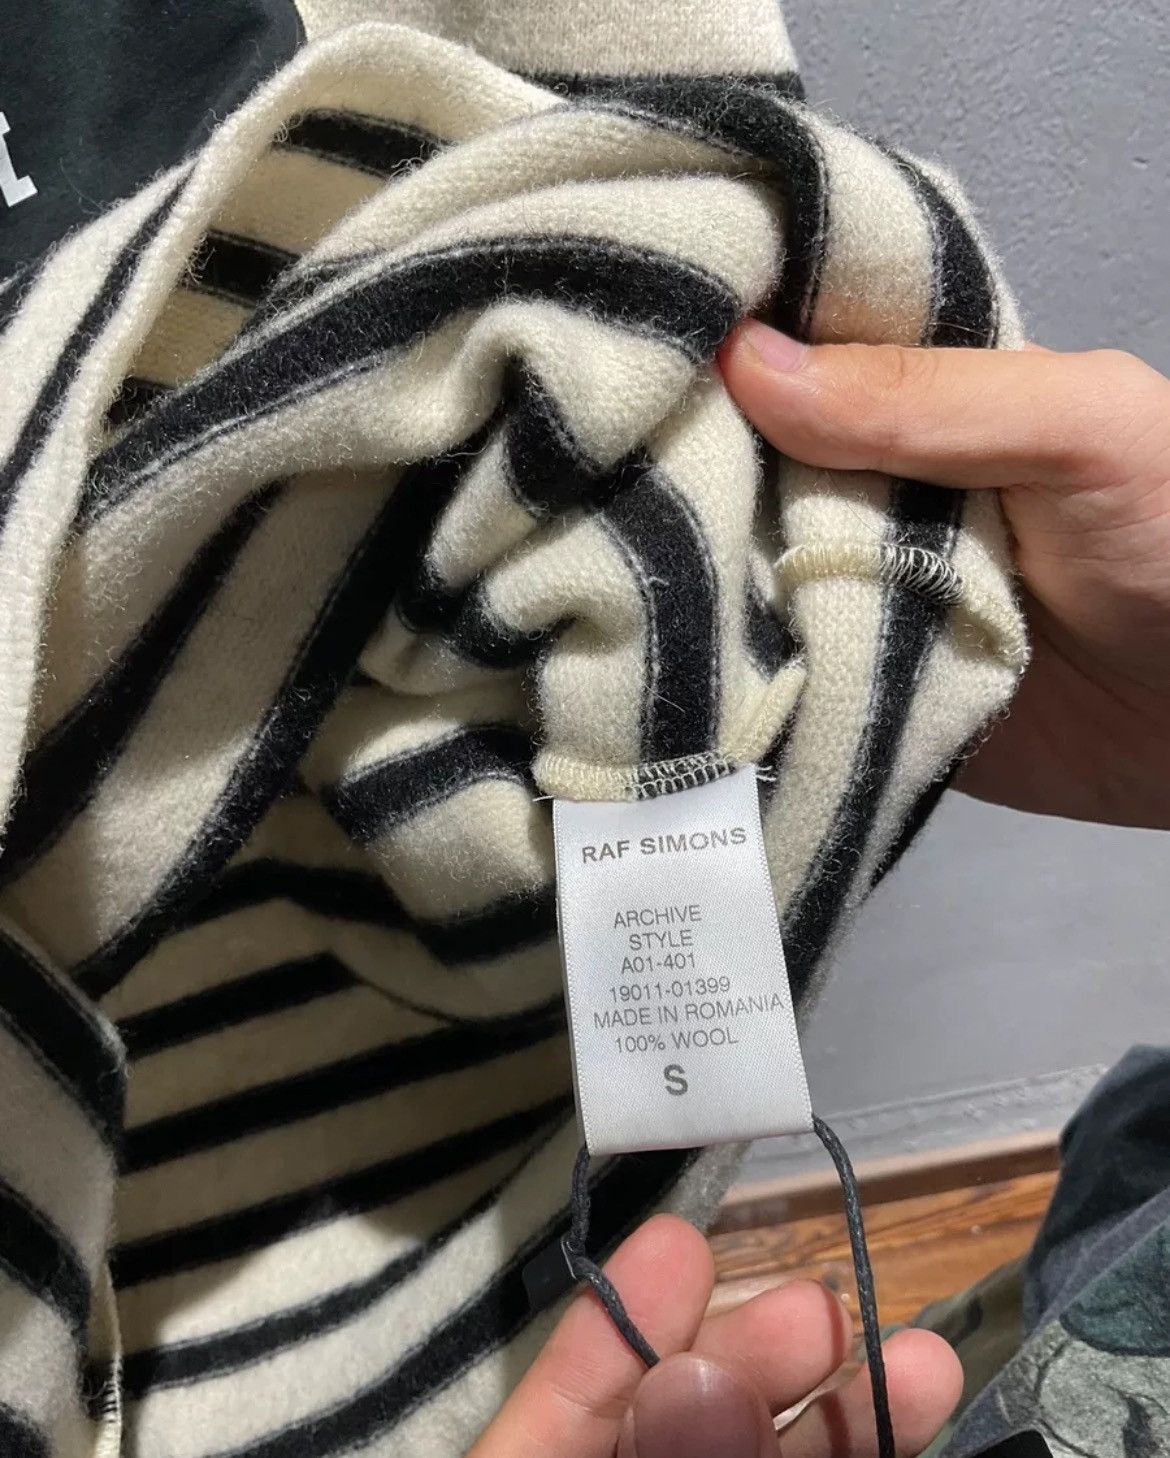 RAF SIMONS
ARCHIVE
STYLE
A01-401
19011-01399
MADE IN ROMANIA
100% WOOL
S